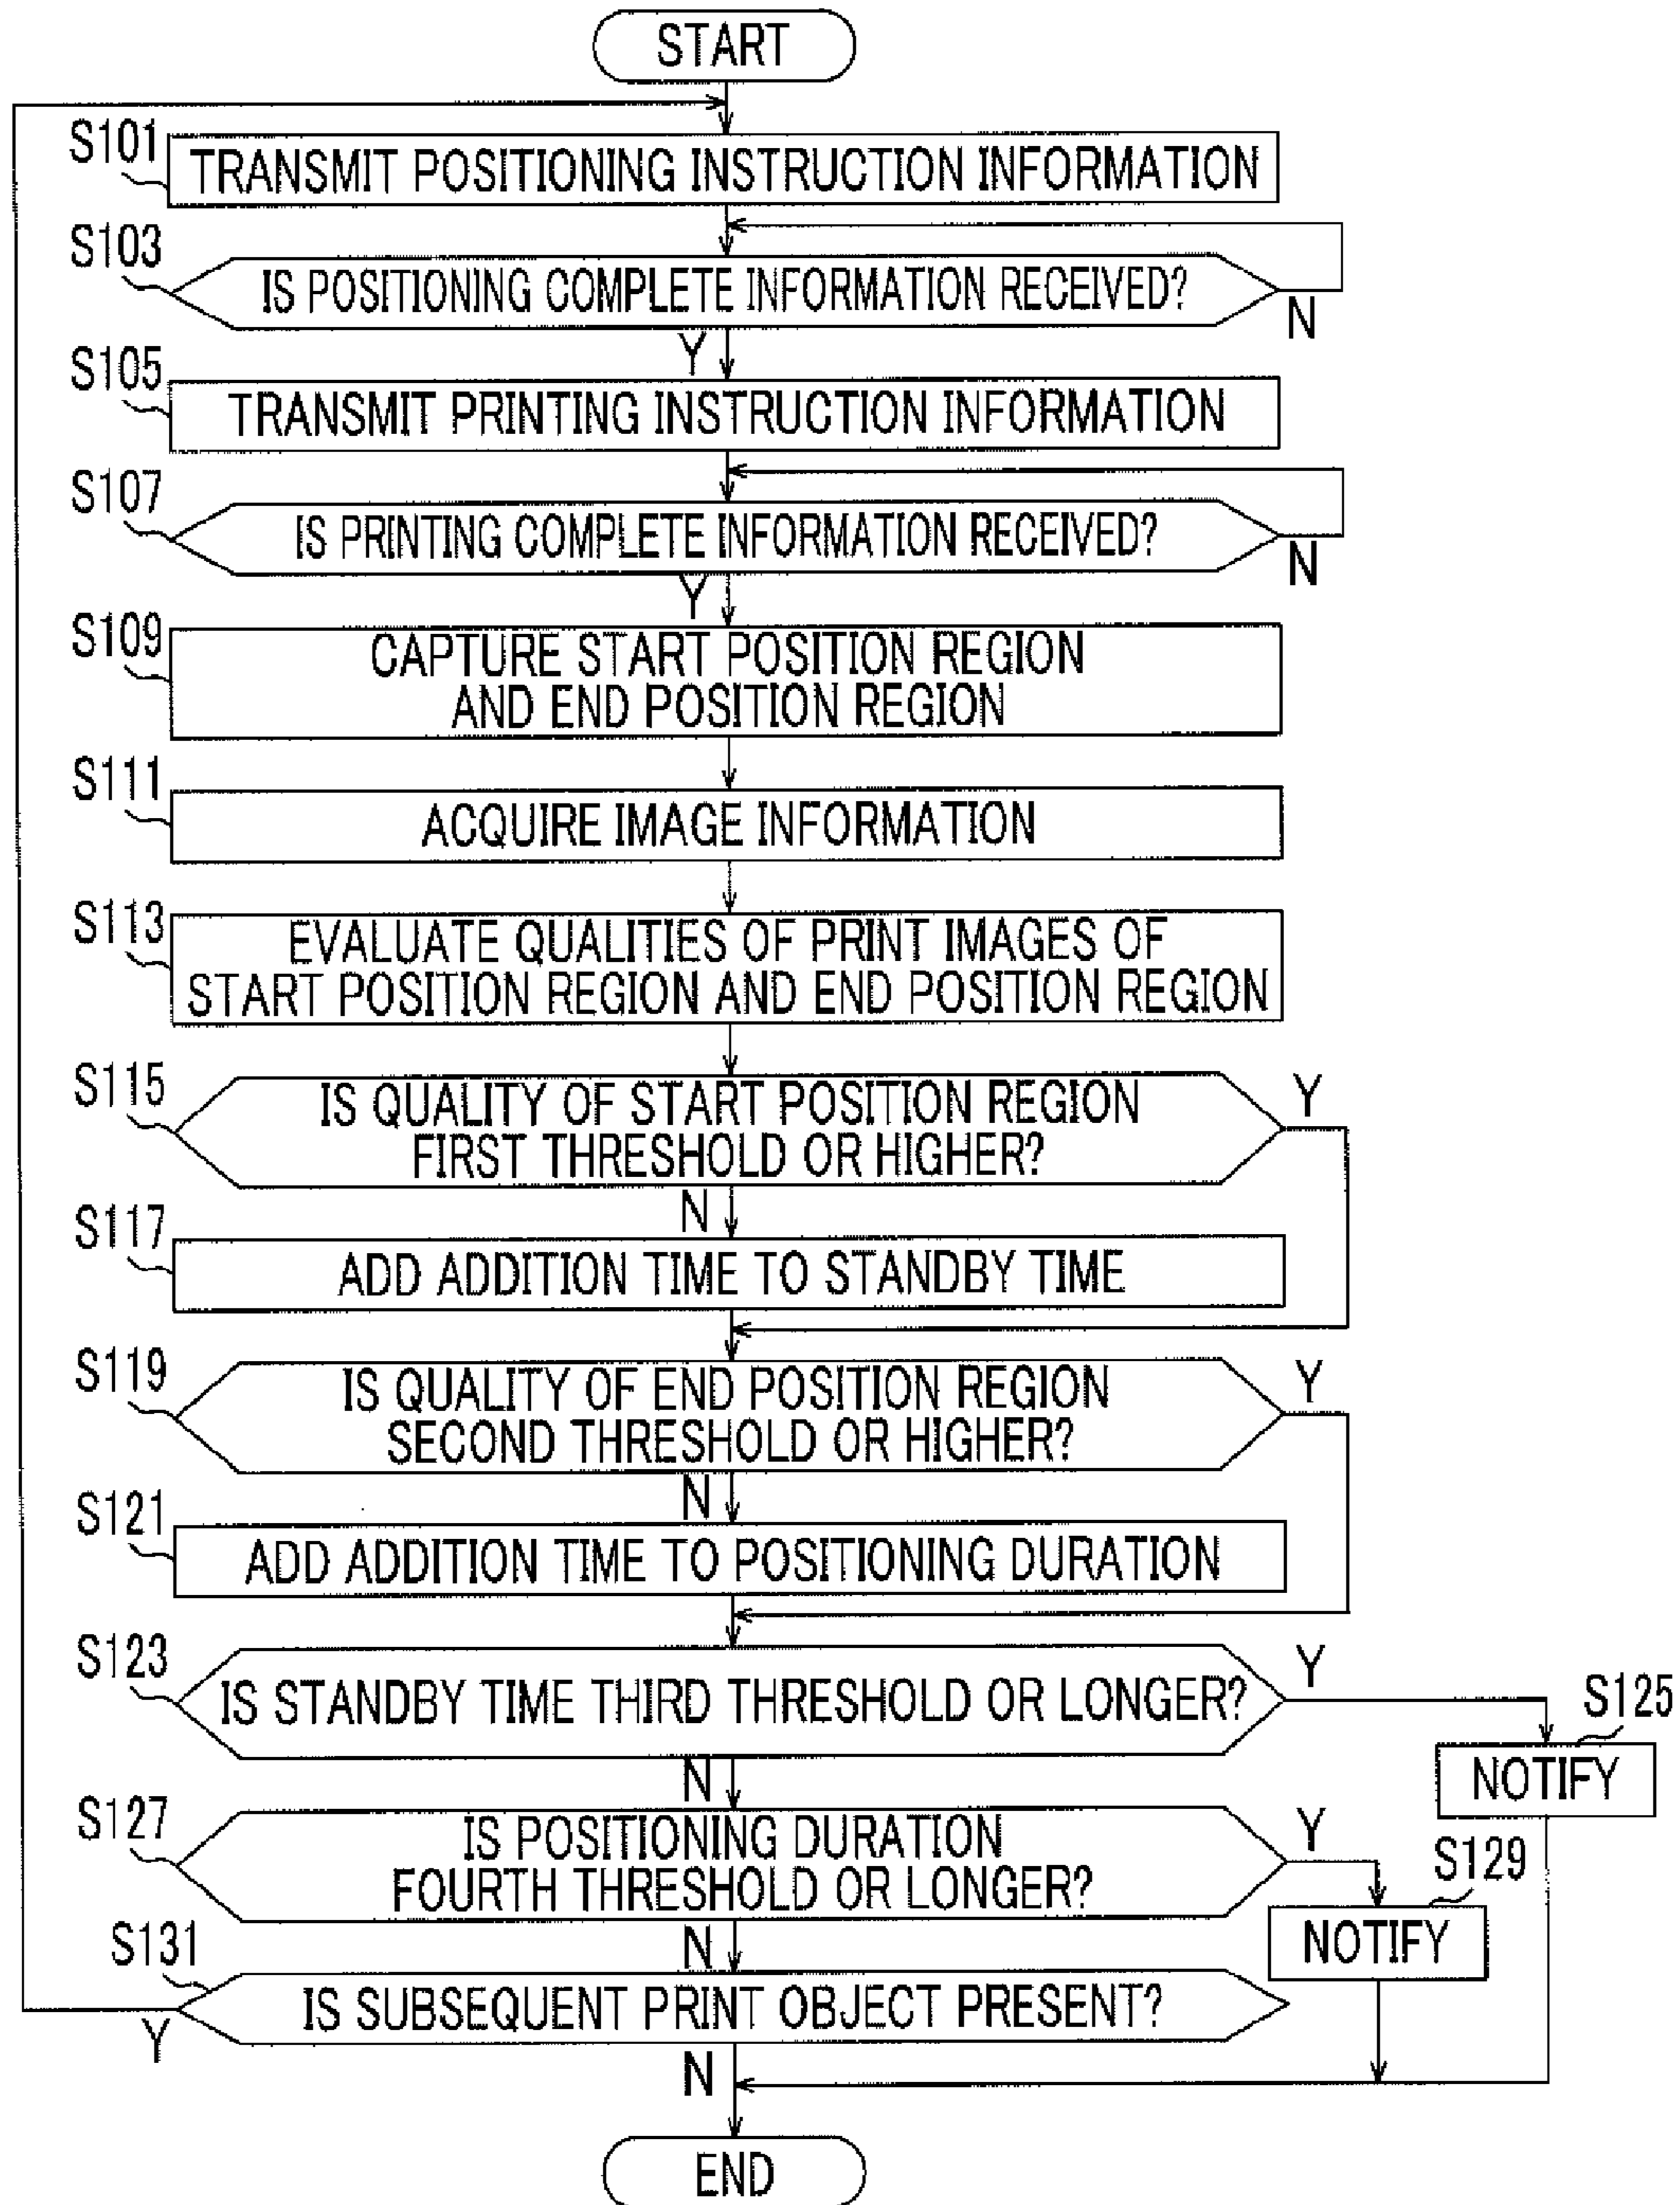 START
S101
TRANSMIT POSITIONING INSTRUCTION INFORMATION
S103
IS POSITIONING COMPLETE INFORMATION RECEIVED?
N
Y
S105
TRANSMIT PRINTING INSTRUCTION INFORMATION
S107
IS PRINTING COMPLETE INFORMATION RECEIVED?
N
Y
S109
CAPTURE START POSITION REGION
AND END POSITION REGION
S111
ACQUIRE IMAGE INFORMATION
S113
EVALUATE QUALITIES OF PRINT IMAGES OF
START POSITION REGION AND END POSITION REGION
S115
IS QUALITY OF START POSITION REGION
FIRST THRESHOLD OR HIGHER?
Y
N
S117
ADD ADDITION TIME TO STANDBY TIME
S119
IS QUALITY OF END POSITION REGION
SECOND THRESHOLD OR HIGHER?
Y
N
S121
ADD ADDITION TIME TO POSITIONING DURATION
S123
IS STANDBY TIME THIRD THRESHOLD OR LONGER?
Y
S125
NOTIFY
N
S127
IS POSITIONING DURATION
FOURTH THRESHOLD OR LONGER?
Y
S129
NOTIFY
N
S131
IS SUBSEQUENT PRINT OBJECT PRESENT?
Y
N
END